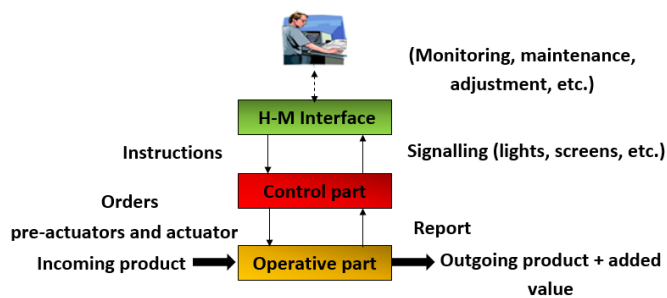 (Monitoring, maintenance,
adjustment, etc.)
H-M Interface
Instructions
Signalling (lights, screens, etc.)
Control part
Orders
pre-actuators and actuator
Report
Incoming product
Operative part
Outgoing product + added
value